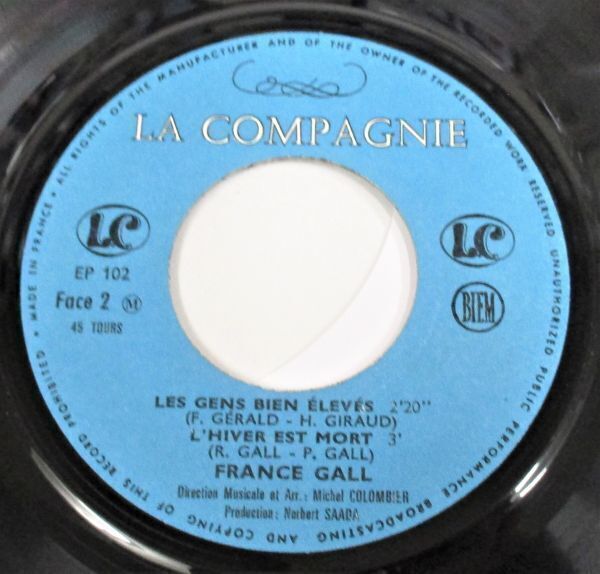 ALL RIGHTS OF THE MANUFACTURER AND OF THE OWNER OF THE RECORDED WORK RESERVED UNAUTHORIZED PUBLIC PERFORMANCE BROADCASTING AND COPYING OF THIS RECORD PROHIBITED • MADE IN FRANCE •
LA COMPAGNIE
LC
LC
EP 102
Face 2 M
BIEM
45 TOURS
LES GENS BIEN ÉLEVÉS 2'20"
(F. GÉRALD - H. GIRAUD)
L'HIVER EST MORT 3'
(R. GALL - P. GALL)
FRANCE GALL
Direction Musicale et Arr.: Michel COLOMBIER
Production: Norbert SAADA